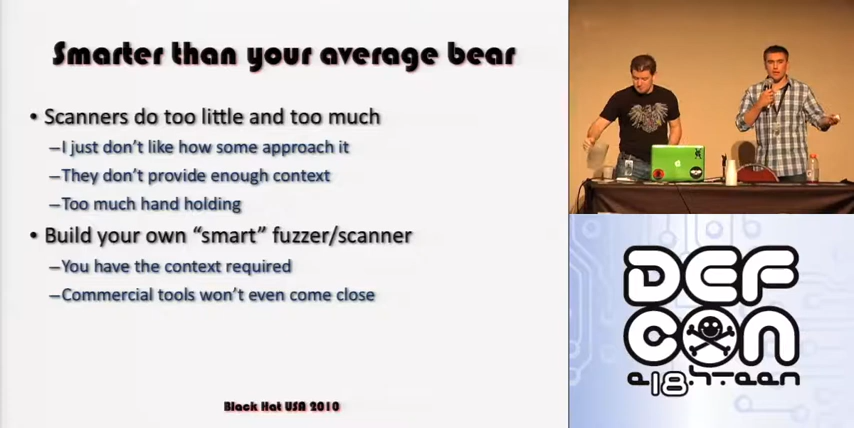 Smarter than your average bear
• Scanners do too little and too much
–I just don't like how some approach it
–They don't provide enough context
–Too much hand holding
• Build your own “smart” fuzzer/scanner
–You have the context required
–Commercial tools won't even come close
Black Hat USA 2010
DEF
CON
e18h-teen